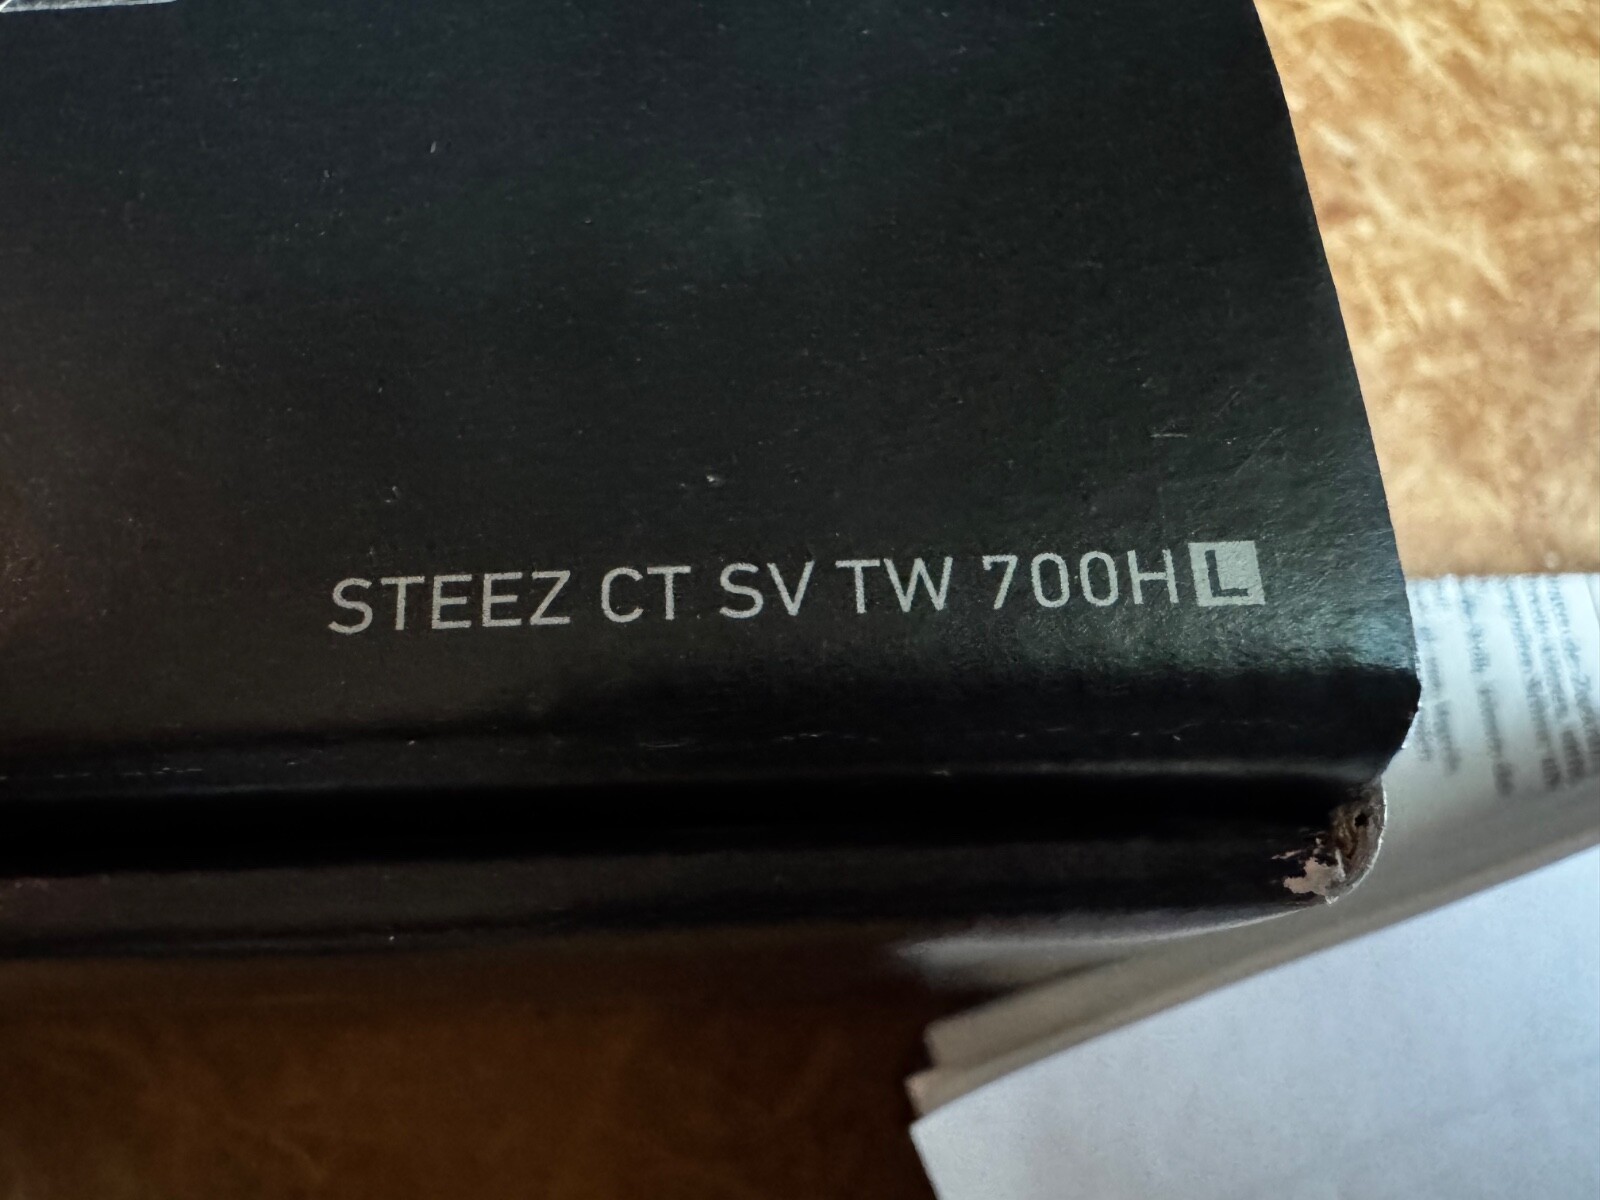 STEEZ CT SV TW 700HL